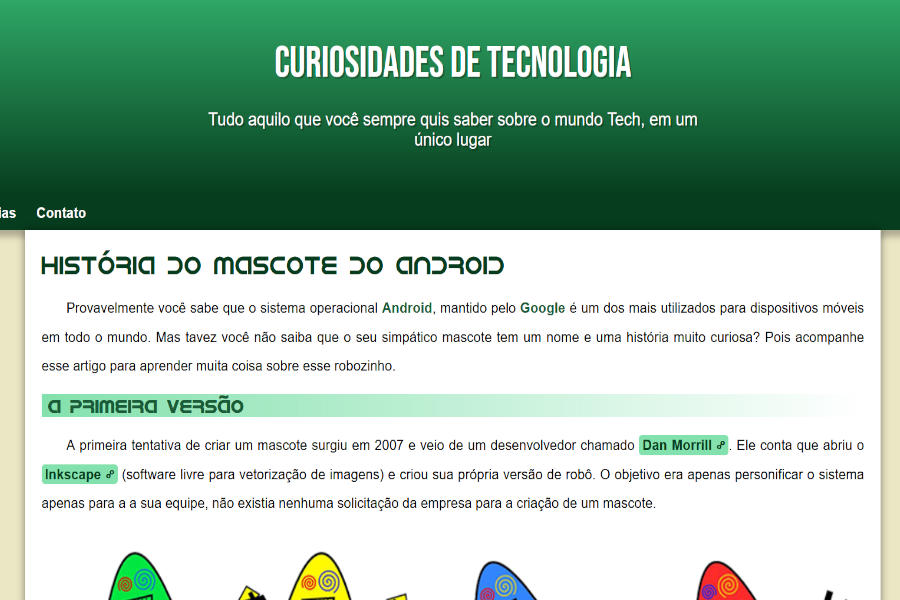 CURIOSIDADES DE TECNOLOGIA
Tudo aquilo que você sempre quis saber sobre o mundo Tech, em um
único lugar
ias Contato
HISTÓRIA DO MASCOTE DO ANDROID
Provavelmente você sabe que o sistema operacional Android, mantido pelo Google é um dos mais utilizados para dispositivos móveis
em todo o mundo. Mas tavez você não saiba que o seu simpático mascote tem um nome e uma história muito curiosa? Pois acompanhe
esse artigo para aprender muita coisa sobre esse robozinho.
A PRIMEIRA VERSÃO
A primeira tentativa de criar um mascote surgiu em 2007 e veio de um desenvolvedor chamado Dan Morrill. Ele conta que abriu o
Inkscape (software livre para vetorização de imagens) e criou sua própria versão de robô. O objetivo era apenas personificar o sistema
apenas para a a sua equipe, não existia nenhuma solicitação da empresa para a criação de um mascote.